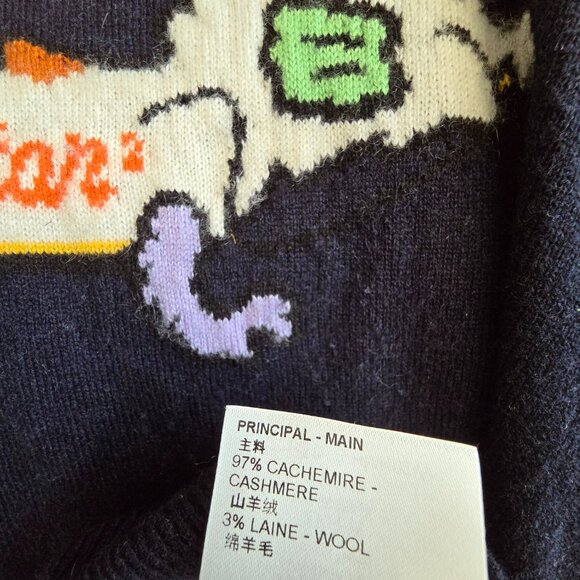 PRINCIPAL - MAIN
主料
97% CACHEMIRE -
CASHMERE
山羊绒
3% LAINE - WOOL
绵羊毛